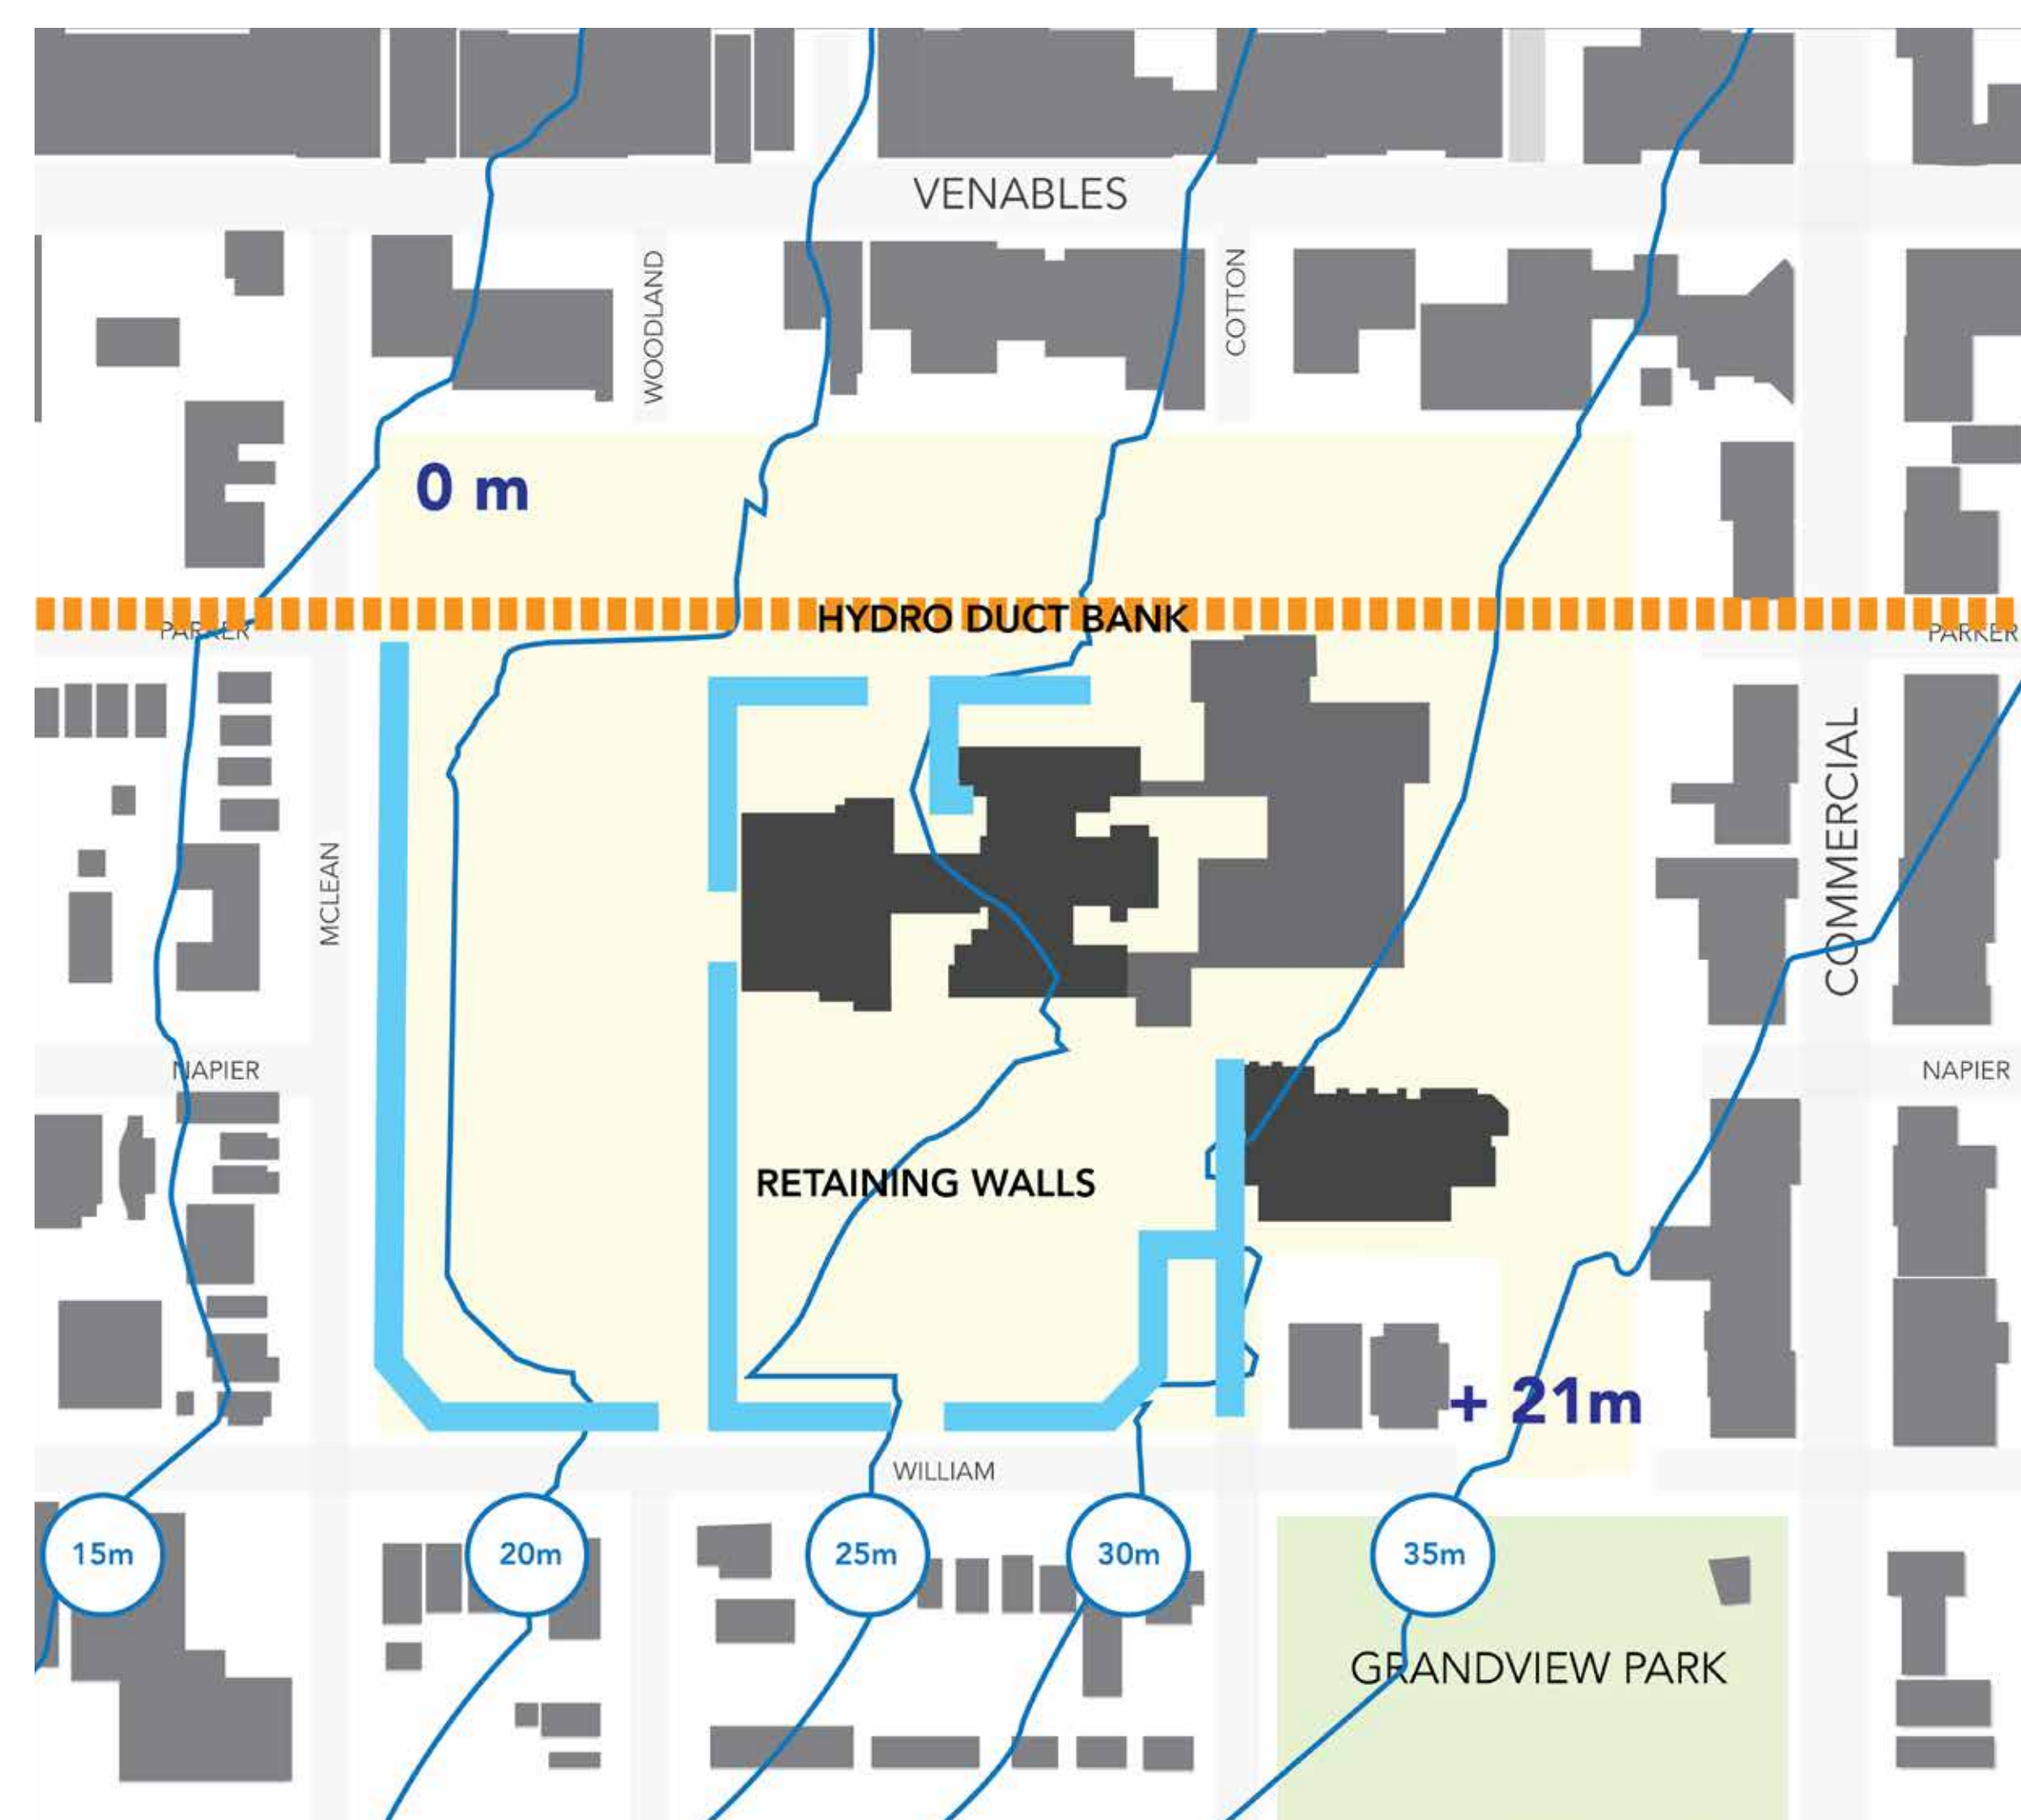 VENABLES
WOODLAND
COTTON
0 m
HYDRO DUCT BANK
PARKER
PARKER
MCLEAN
COMMERCIAL
NAPIER
NAPIER
RETAINING WALLS
+ 21m
WILLIAM
15m
20m
25m
30m
35m
GRANDVIEW PARK